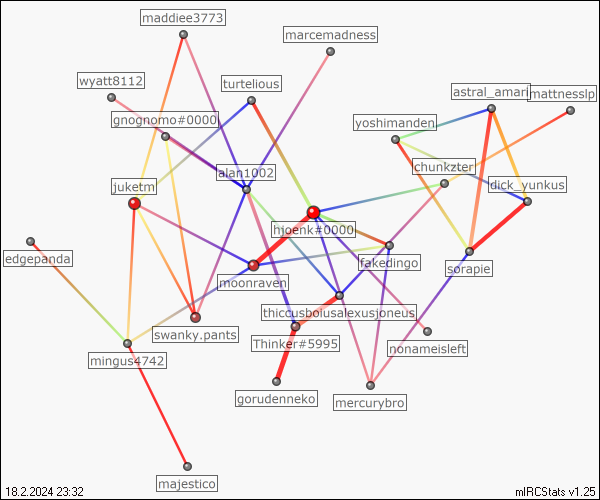 maddiee3773
marcemadness
wyatt8112
turtelious
astral_amari
mattnesslp
gnognomo#0000
yoshimanden
chunkzter
alan1002
juketm
dick_yunkus
hioenk#0000
edgepanda
fakedingo
sorapie
moonraven
thiccusbolusalexusjoneus
swanky.pants
Thinker#5995
nonameisleft
mingus4742
gorudenneko
mercurybro
majestico
18.2.2024 23:32
mIRCStats v1.25